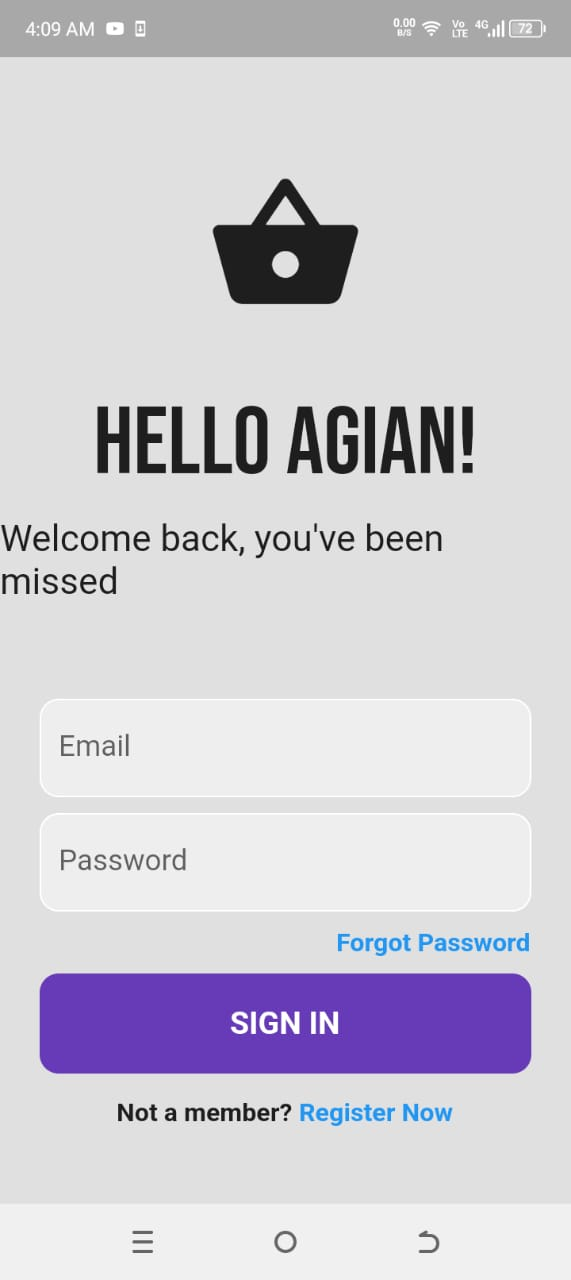 4:09 AM
0.00
B/S
Vo
LTE
4G
72
HELLO AGIAN!
Welcome back, you've been
missed
Email
Password
Forgot Password
SIGN IN
Not a member? Register Now